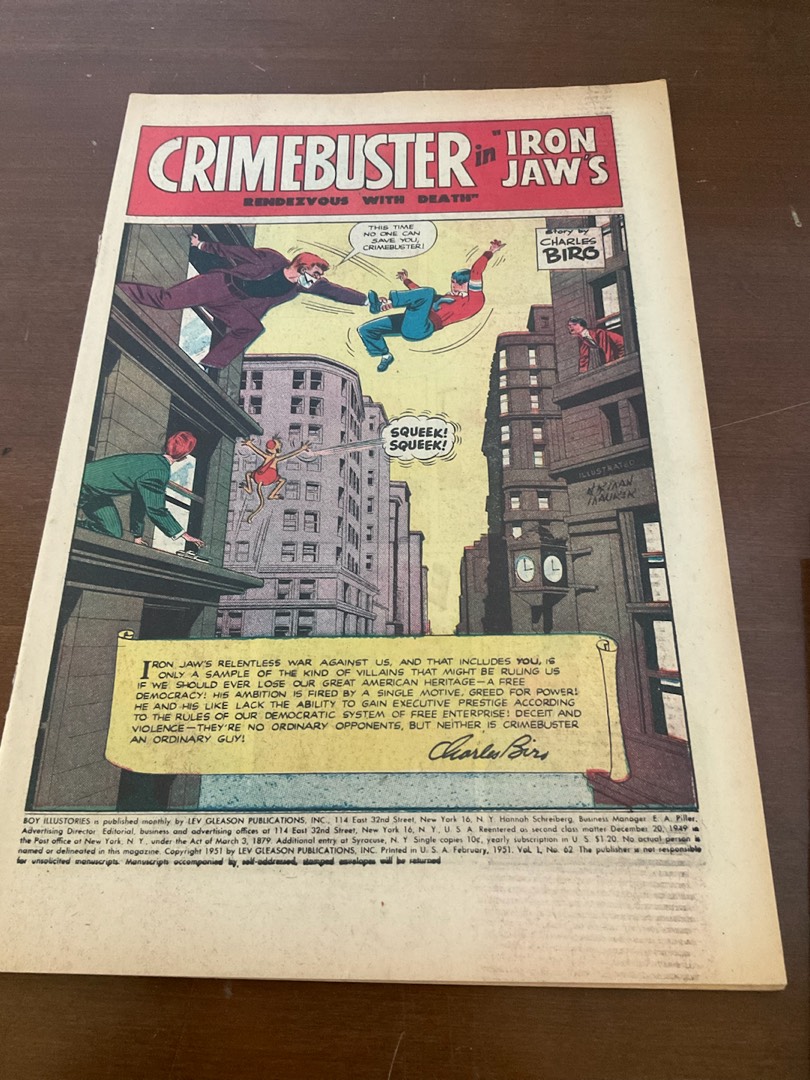 CRIMEBUSTER in "IRON JAW'S
RENDEZVOUS WITH DEATH"
THIS TIME
NO ONE CAN
SAVE YOU,
CRIMEBUSTER!
Story by
CHARLES
BIRO
SQUEEK!
SQUEEK!
ILLUSTRATED
NORMAN
MAURER
IRON JAW'S RELENTLESS WAR AGAINST US, AND THAT INCLUDES YOU, IS
ONLY A SAMPLE OF THE KIND OF VILLAINS THAT MIGHT BE RULING US
IF WE SHOULD EVER LOSE OUR GREAT AMERICAN HERITAGE—A FREE
DEMOCRACY! HIS AMBITION IS FIRED BY A SINGLE MOTIVE, GREED FOR POWER!
HE AND HIS LIKE LACK THE ABILITY TO GAIN EXECUTIVE PRESTIGE ACCORDING
TO THE RULES OF OUR DEMOCRATIC SYSTEM OF FREE ENTERPRISE! DECEIT AND
VIOLENCE—THEY'RE NO ORDINARY OPPONENTS, BUT NEITHER IS CRIMEBUSTER
AN ORDINARY GUY!
Charles Biro
BOY ILLUSTORIES is published monthly by LEV GLEASON PUBLICATIONS, INC., 114 East 32nd Street, New York 16, N. Y. Hannah Schreiberg, Business Manager. E. A. Piller,
Advertising Director. Editorial, business and advertising offices at 114 East 32nd Street, New York 16, N. Y., U. S. A. Reentered as second class matter December 20, 1949 in
the Post office at New York, N. Y., under the Act of March 3, 1879. Additional entry at Syracuse, N. Y. Single copies 10c, yearly subscription in U. S. $1.20. No actual person is
named or delineated in this magazine. Copyright 1951 by LEV GLEASON PUBLICATIONS, INC. Printed in U. S. A. February, 1951. Vol. 1, No. 62. The publisher is not responsible
for unsolicited manuscripts. Manuscripts accompanied by self-addressed, stamped envelopes will be returned